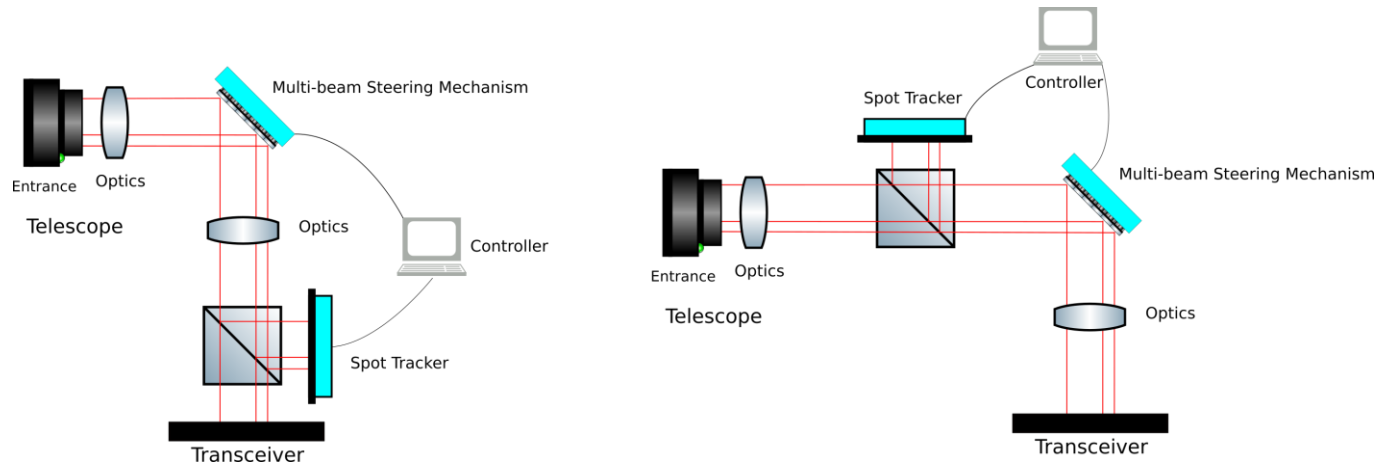 Multi-beam Steering Mechanism
Entrance
Optics
Telescope
Optics
Controller
Spot Tracker
Transceiver
Controller
Spot Tracker
Multi-beam Steering Mechanism
Entrance
Optics
Telescope
Optics
Transceiver